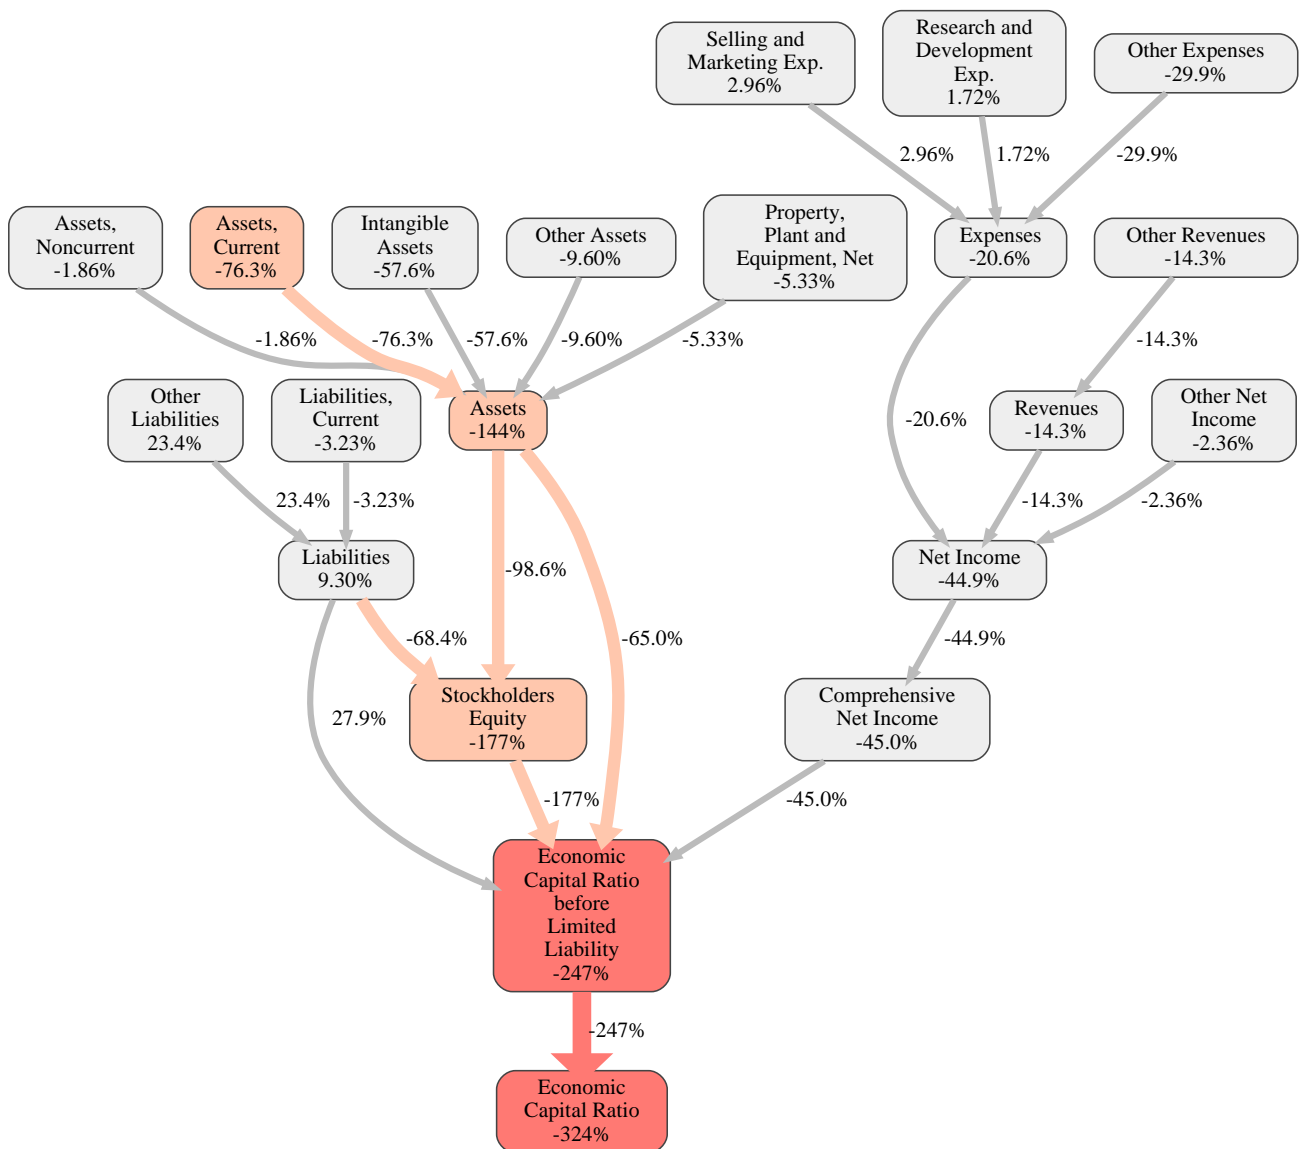 Selling and
Marketing Exp.
2.96%
Research and
Development
Exp.
1.72%
Other Expenses
-29.9%
2.96%
1.72%
-29.9%
Assets,
Noncurrent
-1.86%
Assets,
Current
-76.3%
Intangible
Assets
-57.6%
Other Assets
-9.60%
Property,
Plant and
Equipment, Net
-5.33%
Expenses
-20.6%
Other Revenues
-14.3%
-1.86%
-76.3%
-57.6%
-9.60%
-5.33%
-14.3%
Other
Liabilities
23.4%
Liabilities,
Current
-3.23%
Assets
-144%
-20.6%
Revenues
-14.3%
Other Net
Income
-2.36%
23.4%
-3.23%
-14.3%
-2.36%
Liabilities
9.30%
-98.6%
Net Income
-44.9%
-68.4%
-65.0%
-44.9%
27.9%
Stockholders
Equity
-177%
Comprehensive
Net Income
-45.0%
-177%
-45.0%
Economic
Capital Ratio
before
Limited
Liability
-247%
-247%
Economic
Capital Ratio
-324%